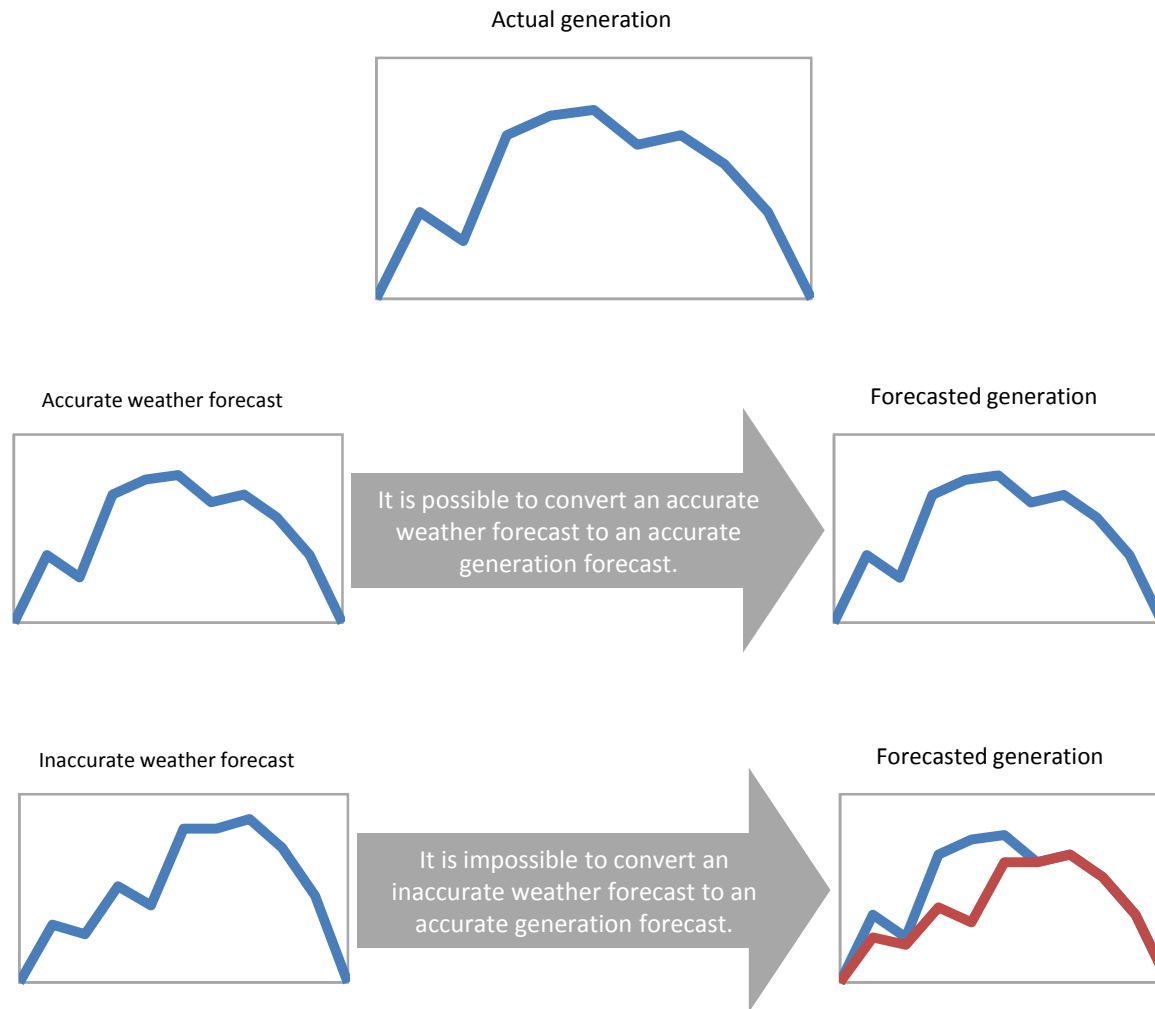 Actual generation
Accurate weather forecast
Forecasted generation
It is possible to convert an accurate
weather forecast to an accurate
generation forecast.
Inaccurate weather forecast
Forecasted generation
It is impossible to convert an
inaccurate weather forecast to an
accurate generation forecast.